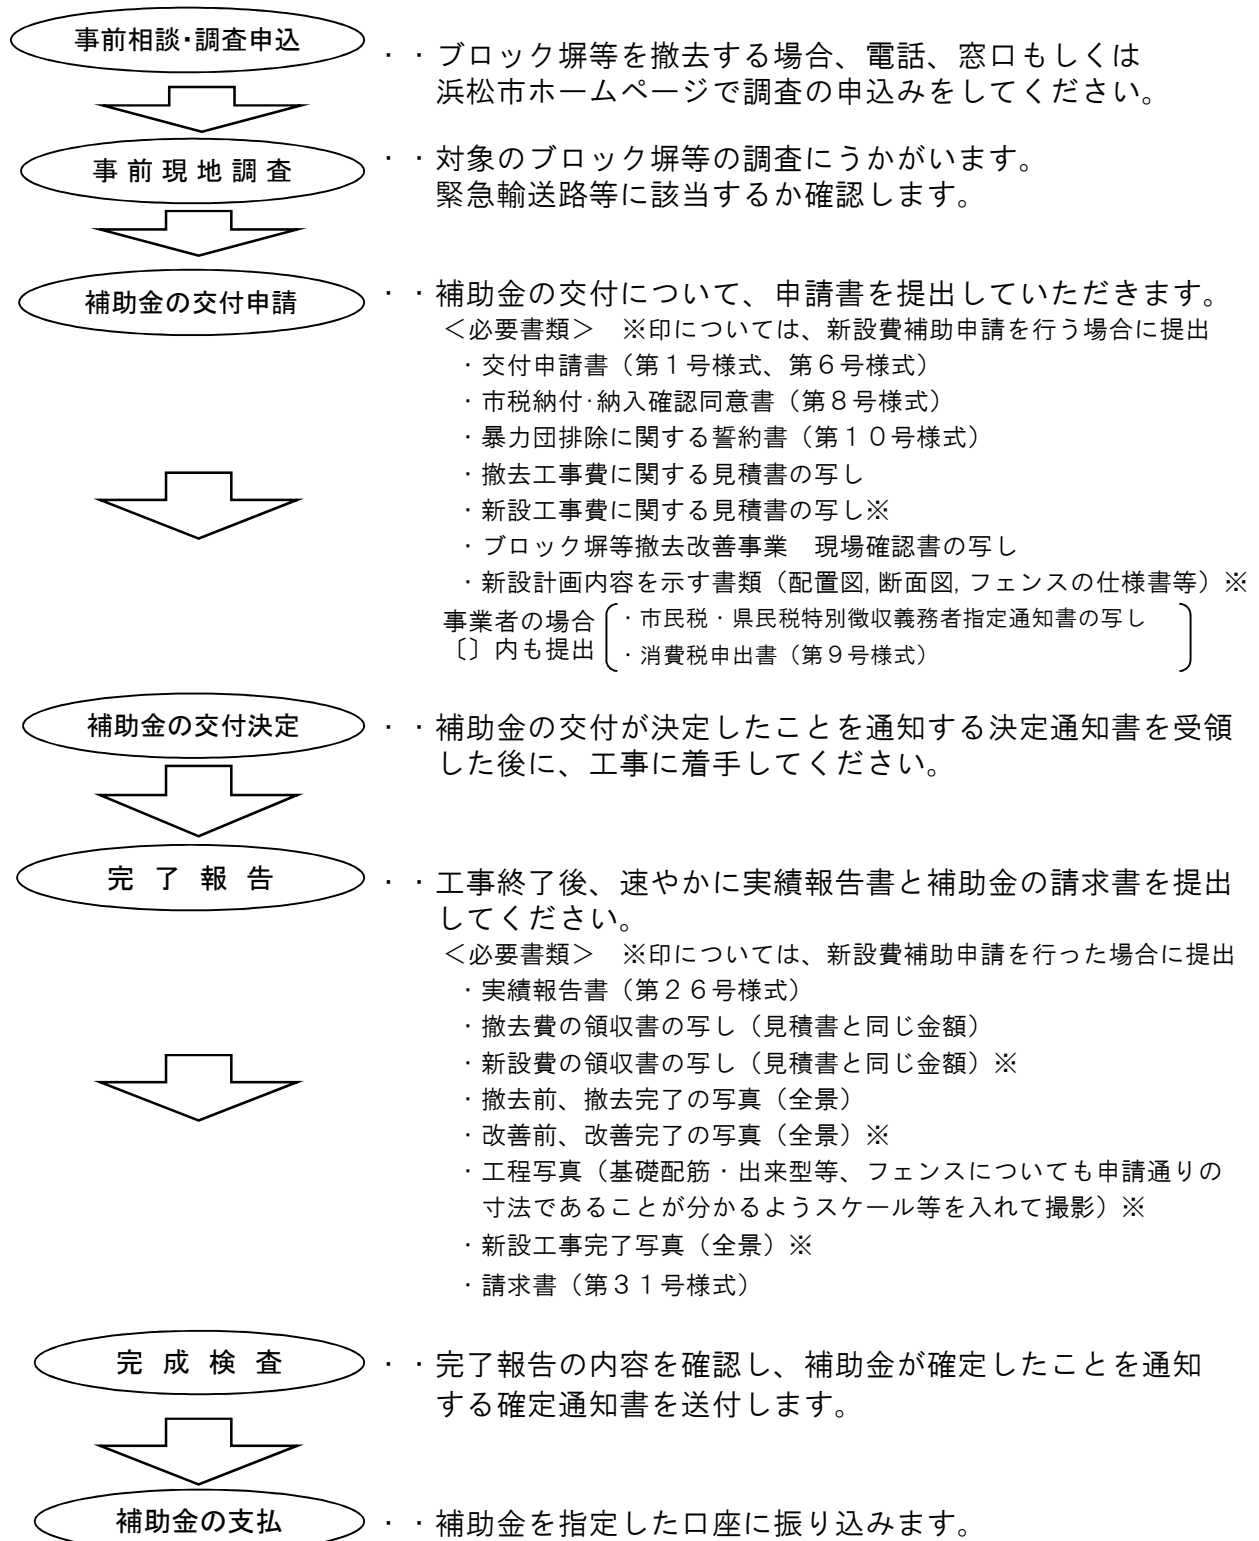 事前相談･調査申込
・・ブロック塀等を撤去する場合、電話、窓口もしくは
浜松市ホームページで調査の申込みをしてください。
事前現地調査
・・対象のブロック塀等の調査にうかがいます。
緊急輸送路等に該当するか確認します。
補助金の交付申請
・・補助金の交付について、申請書を提出していただきます。
＜必要書類＞　※印については、新設費補助申請を行う場合に提出
・交付申請書（第１号様式、第６号様式）
・市税納付･納入確認同意書（第８号様式）
・暴力団排除に関する誓約書（第１０号様式）
・撤去工事費に関する見積書の写し
・新設工事費に関する見積書の写し※
・ブロック塀等撤去改善事業　現場確認書の写し
・新設計画内容を示す書類（配置図,断面図,フェンスの仕様書等）※
事業者の場合
〔〕内も提出
・市民税・県民税特別徴収義務者指定通知書の写し
・消費税申出書（第９号様式）
補助金の交付決定
・・補助金の交付が決定したことを通知する決定通知書を受領
した後に、工事に着手してください。
完了報告
・・工事終了後、速やかに実績報告書と補助金の請求書を提出
してください。
＜必要書類＞　※印については、新設費補助申請を行った場合に提出
・実績報告書（第２６号様式）
・撤去費の領収書の写し（見積書と同じ金額）
・新設費の領収書の写し（見積書と同じ金額）※
・撤去前、撤去完了の写真（全景）
・改善前、改善完了の写真（全景）※
・工程写真（基礎配筋・出来型等、フェンスについても申請通りの
寸法であることが分かるようスケール等を入れて撮影）※
・新設工事完了写真（全景）※
・請求書（第３１号様式）
完成検査
・・完了報告の内容を確認し、補助金が確定したことを通知
する確定通知書を送付します。
補助金の支払
・・補助金を指定した口座に振り込みます。